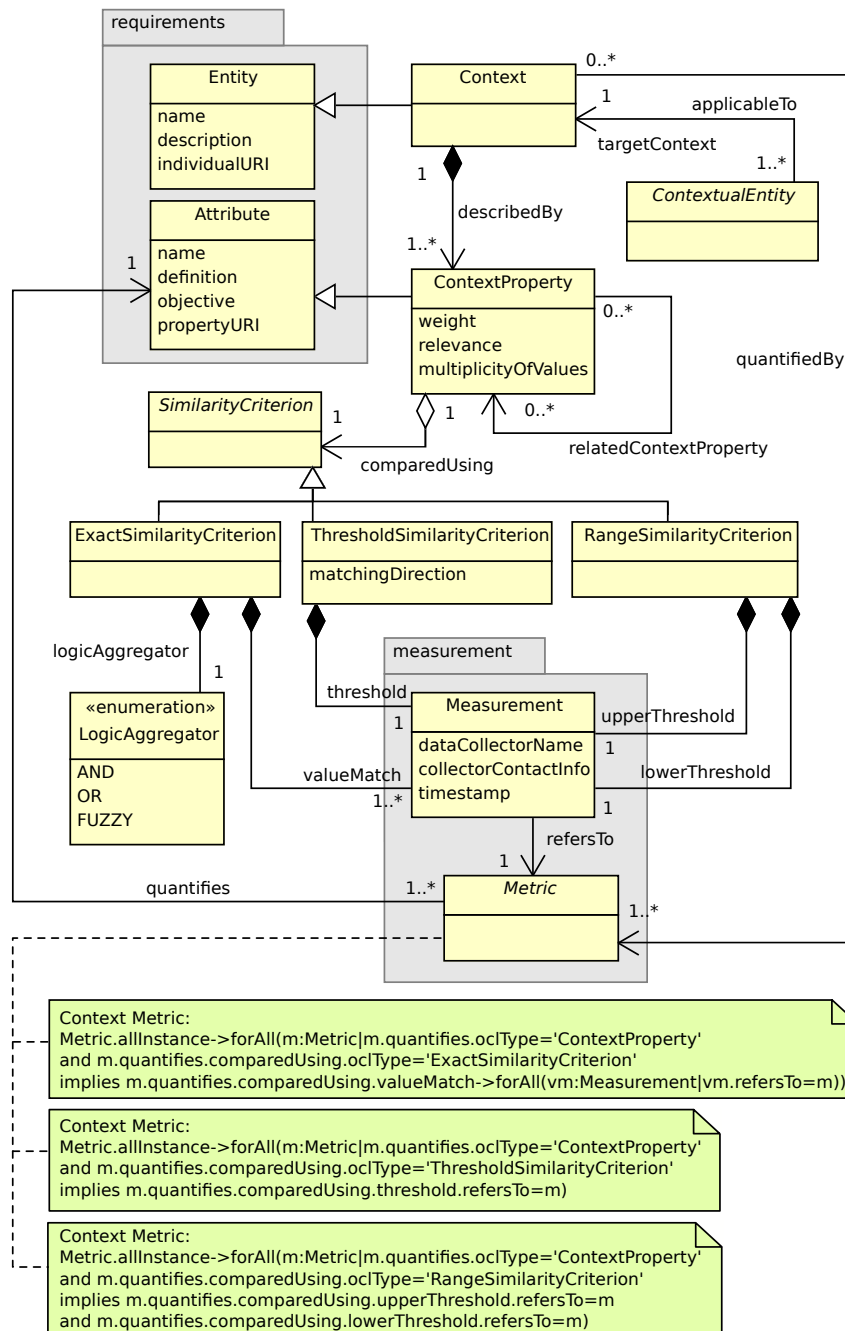 requirements
Entity
name
description
individualURI
Attribute
name
definition
objective
propertyURI
1
Context
0..*
1
applicableTo
targetContext
1..*
ContextualEntity
1
describedBy
1..*
ContextProperty
weight
relevance
multiplicityOfValues
0..*
0..*
relatedContextProperty
quantifiedBy
SimilarityCriterion
1
1
comparedUsing
ExactSimilarityCriterion
ThresholdSimilarityCriterion
matchingDirection
RangeSimilarityCriterion
logicAggregator
1
«enumeration»
LogicAggregator
AND
OR
FUZZY
measurement
threshold
1
Measurement
dataCollectorName
collectorContactInfo
timestamp
upperThreshold
1
lowerThreshold
1
valueMatch
1..*
refersTo
1
quantifies
1..*
Metric
1..*
Context Metric:
Metric.allInstance->forAll(m:Metric|m.quantifies.oclType='ContextProperty'
and m.quantifies.comparedUsing.oclType='ExactSimilarityCriterion'
implies m.quantifies.comparedUsing.valueMatch->forAll(vm:Measurement|vm.refersTo=m))
Context Metric:
Metric.allInstance->forAll(m:Metric|m.quantifies.oclType='ContextProperty'
and m.quantifies.comparedUsing.oclType='ThresholdSimilarityCriterion'
implies m.quantifies.comparedUsing.threshold.refersTo=m)
Context Metric:
Metric.allInstance->forAll(m:Metric|m.quantifies.oclType='ContextProperty'
and m.quantifies.comparedUsing.oclType='RangeSimilarityCriterion'
implies m.quantifies.comparedUsing.upperThreshold.refersTo=m
and m.quantifies.comparedUsing.lowerThreshold.refersTo=m)